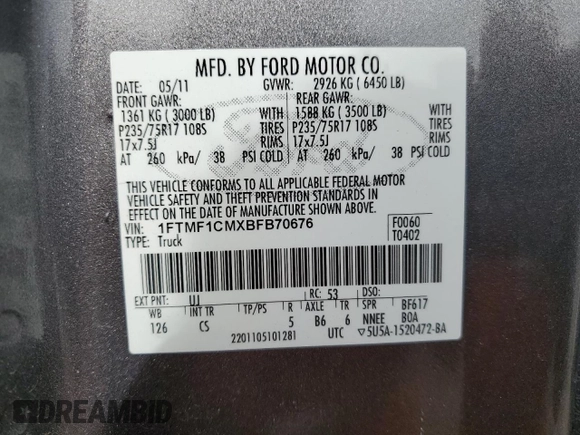 MFD. BY FORD MOTOR CO.
DATE: 05/11 GVWR: 2926 KG ( 6450 LB)
FRONT GAWR: REAR GAWR:
1361 KG ( 3000 LB) WITH 1588 KG ( 3500 LB) WITH
P235/75R17 108S TIRES P235/75R17 108S TIRES
17x7.5J RIMS 17x7.5J RIMS
AT 260 kPa/ 38 PSI COLD AT 260 kPa/ 38 PSI COLD
THIS VEHICLE CONFORMS TO ALL APPLICABLE FEDERAL MOTOR
VEHICLE SAFETY AND THEFT PREVENTION STANDARDS IN
EFFECT ON THE DATE OF MANUFACTURE SHOWN ABOVE.
VIN: 1FTMF1CMXBFB70676 F0060
TYPE: Truck T0402
EXT PNT: UJ RC: 53 DSO:
WB INT TR TP/PS R AXLE TR SPR BF617
126 CS 5 B6 6 NNEE B0A
2201105101281 UTC ▽5U5A-1520472-BA
Ford
DREAMBID